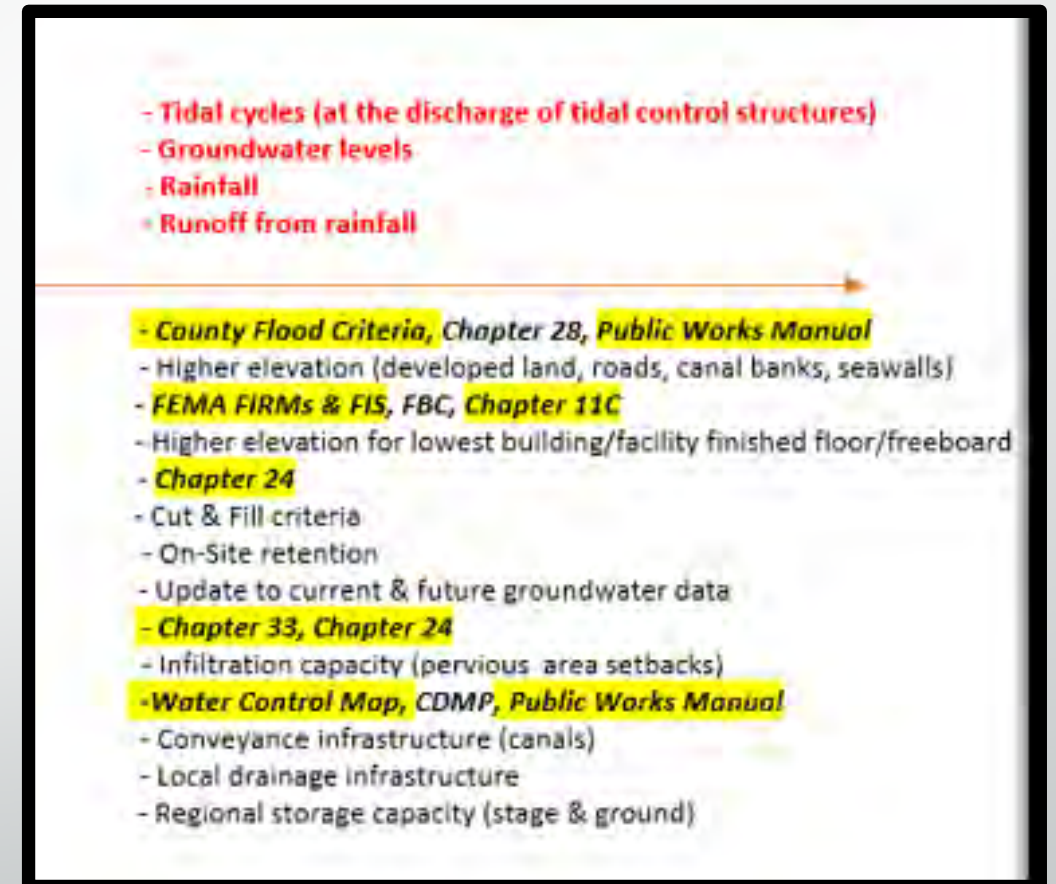 - Tidal cycles (at the discharge of tidal control structures)
- Groundwater levels
- Rainfall
- Runoff from rainfall
- County Flood Criteria, Chapter 28, Public Works Manual
- Higher elevation (developed land, roads, canal banks, seawalls)
- FEMA FIRMs & FIS, FBC, Chapter 11C
- Higher elevation for lowest building/facility finished floor/freeboard
- Chapter 24
- Cut & Fill criteria
- On-Site retention
- Update to current & future groundwater data
- Chapter 33, Chapter 24
- Infiltration capacity (pervious area setbacks)
-Water Control Map, CDMP, Public Works Manual
- Conveyance infrastructure (canals)
- Local drainage infrastructure
- Regional storage capacity (stage & ground)